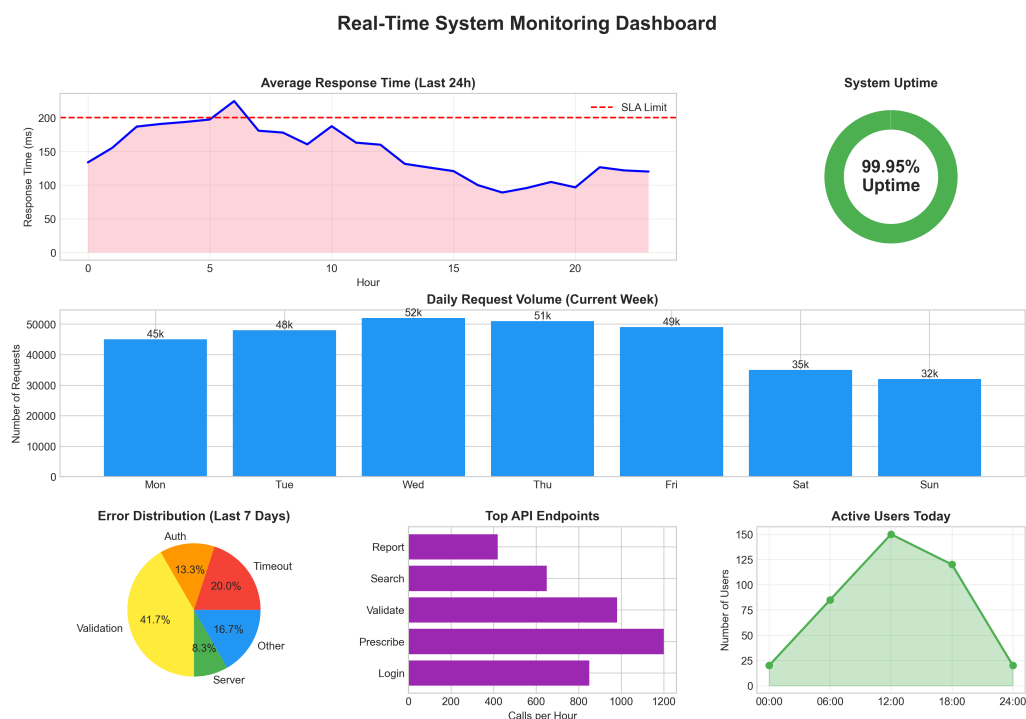 Real-Time System Monitoring Dashboard
Average Response Time (Last 24h)
Response Time (ms)
200
150
100
50
0
SLA Limit
0 5 10 15 20
Hour
System Uptime
99.95%
Uptime
Daily Request Volume (Current Week)
Number of Requests
50000
40000
30000
20000
10000
0
45k 48k 52k 51k 49k 35k 32k
Mon Tue Wed Thu Fri Sat Sun
Error Distribution (Last 7 Days)
Auth
Timeout
Validation
Other
Server
13.3%
20.0%
41.7%
16.7%
8.3%
Top API Endpoints
Report
Search
Validate
Prescribe
Login
0 200 400 600 800 1000 1200
Calls per Hour
Active Users Today
Number of Users
150
125
100
75
50
25
0
00:00 06:00 12:00 18:00 24:00